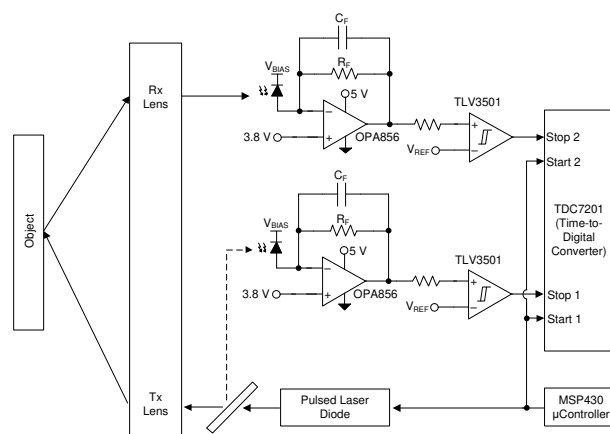 C_F
R_F
V_BIAS
5 V
−
+
3.8 V
OPA856
TLV3501
+
−
V_REF
Rx
Lens
Stop 2
Start 2
TDC7201
(Time-to-
Digital
Converter)
Stop 1
Start 1
Object
C_F
R_F
V_BIAS
5 V
−
+
3.8 V
OPA856
TLV3501
+
−
V_REF
Tx
Lens
Pulsed Laser
Diode
MSP430
µController